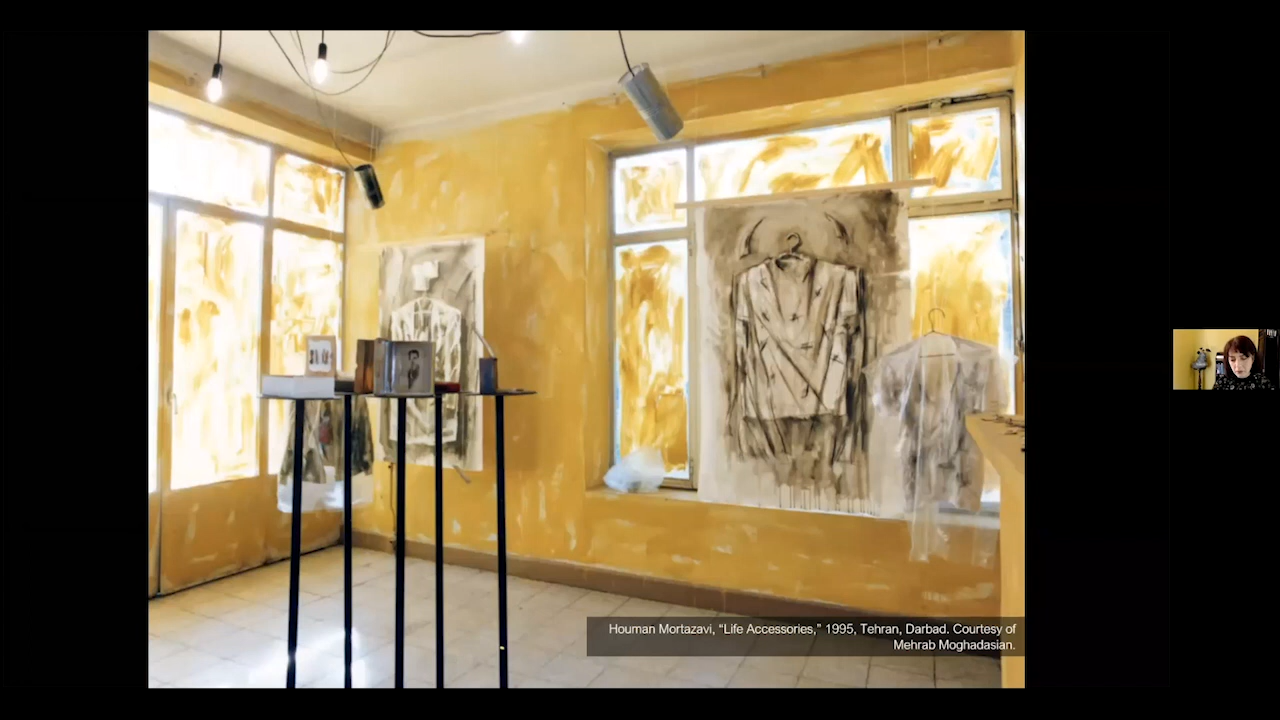 Houman Mortazavi, “Life Accessories,” 1995, Tehran, Darbad. Courtesy of
Mehrab Moghadasian.